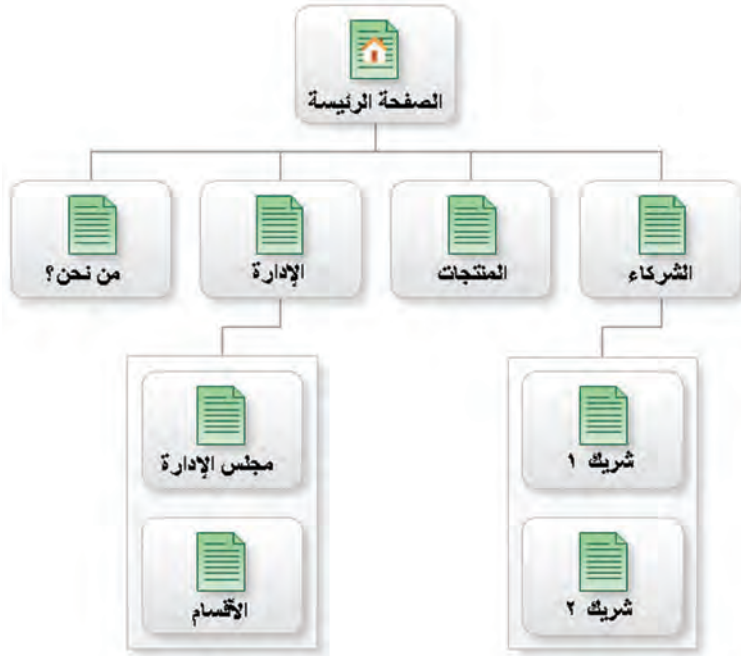 الصفحة الرئيسة
الشركاء
المنتجات
الإدارة
من نحن؟
شريك ١
مجلس الإدارة
شريك ٢
الأقسام